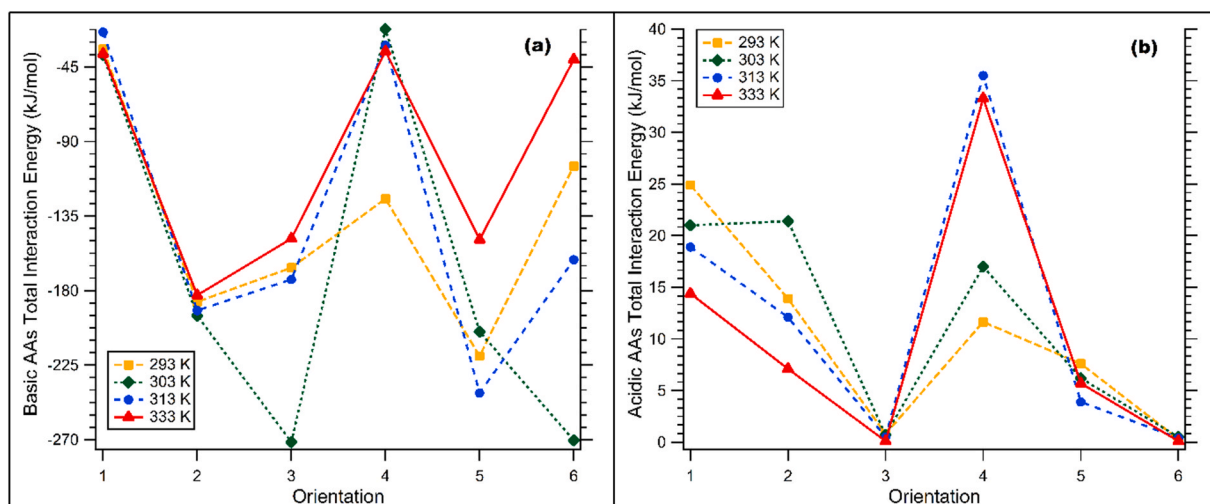 (a)
Basic AAs Total Interaction Energy (kJ/mol)
-45
-90
-135
-180
-225
-270
293 K
303 K
313 K
333 K
1 2 3 4 5 6
Orientation
(b)
Acidic AAs Total Interaction Energy (kJ/mol)
40
35
30
25
20
15
10
5
0
293 K
303 K
313 K
333 K
1 2 3 4 5 6
Orientation